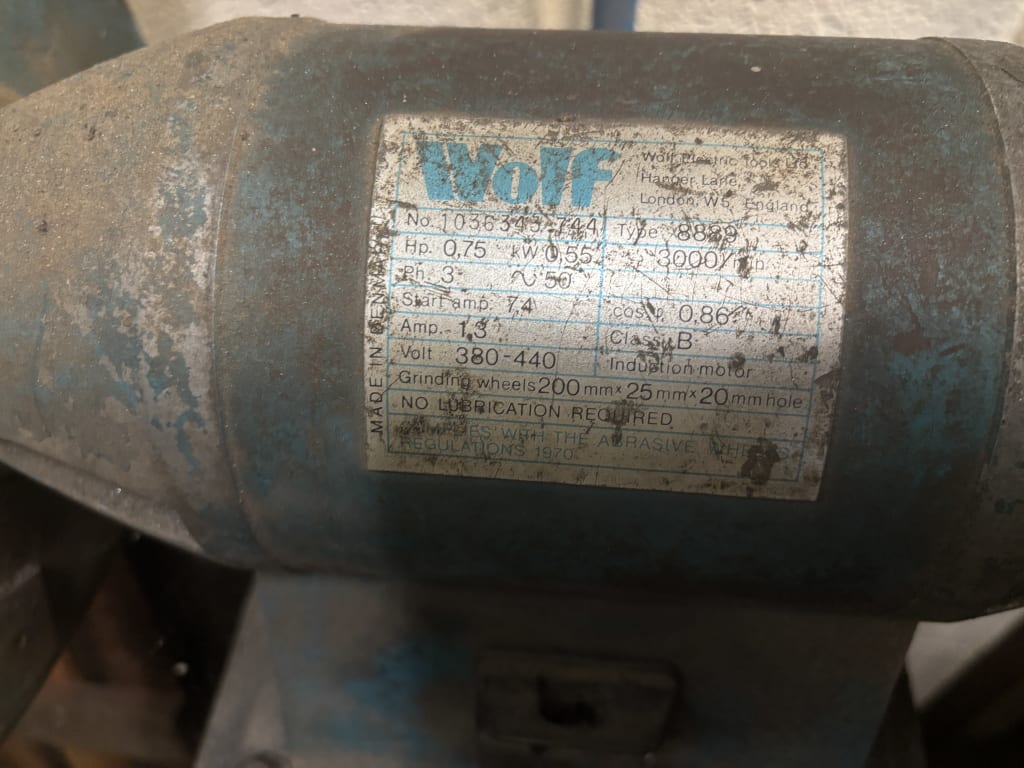 Wolf
Wolf Electric Tools Ltd
Hanger Lane
London, W5, England
No. 1036343 744 Type 8889
Hp. 0,75 kW 0,55 3000/
Ph. 3 ~ 50
Start amp. 7,4 cos φ 0.86
Amp. 1,3 Class B
Volt 380-440 Induction motor
Grinding wheels 200 mm x 25 mm x 20 mm hole
NO LUBRICATION REQUIRED
COMPLIES WITH THE ABRASIVE WHEELS
REGULATIONS 1970
MADE IN